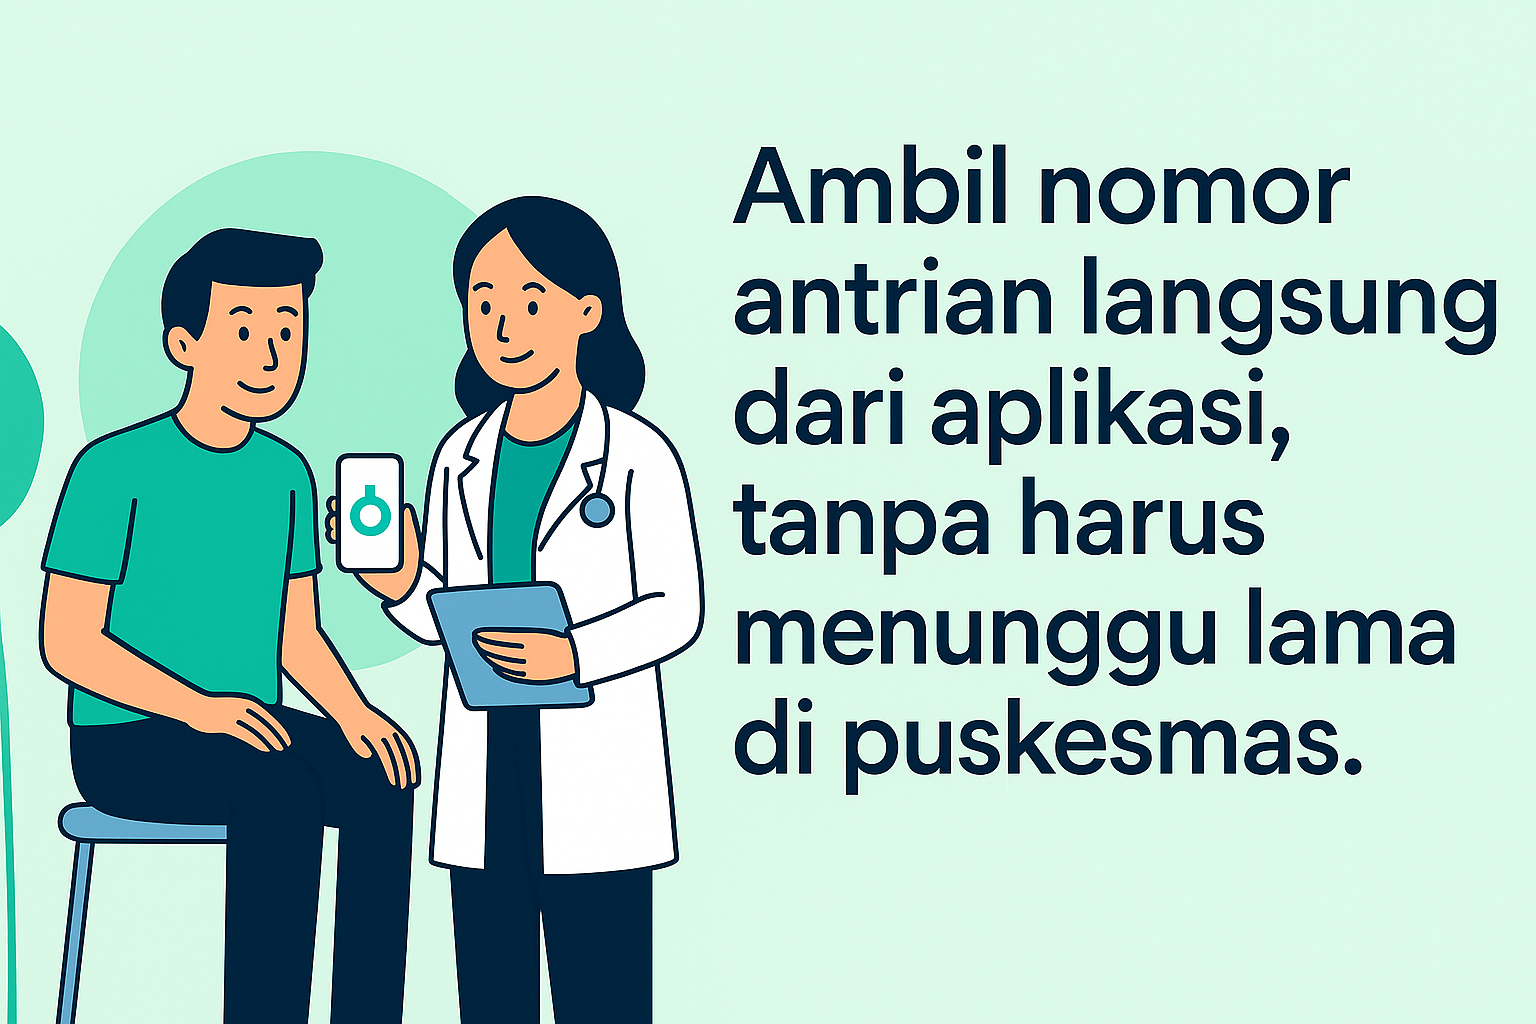 Ambil nomor
antrian langsung
dari aplikasi,
tanpa harus
menunggu lama
di puskesmas.